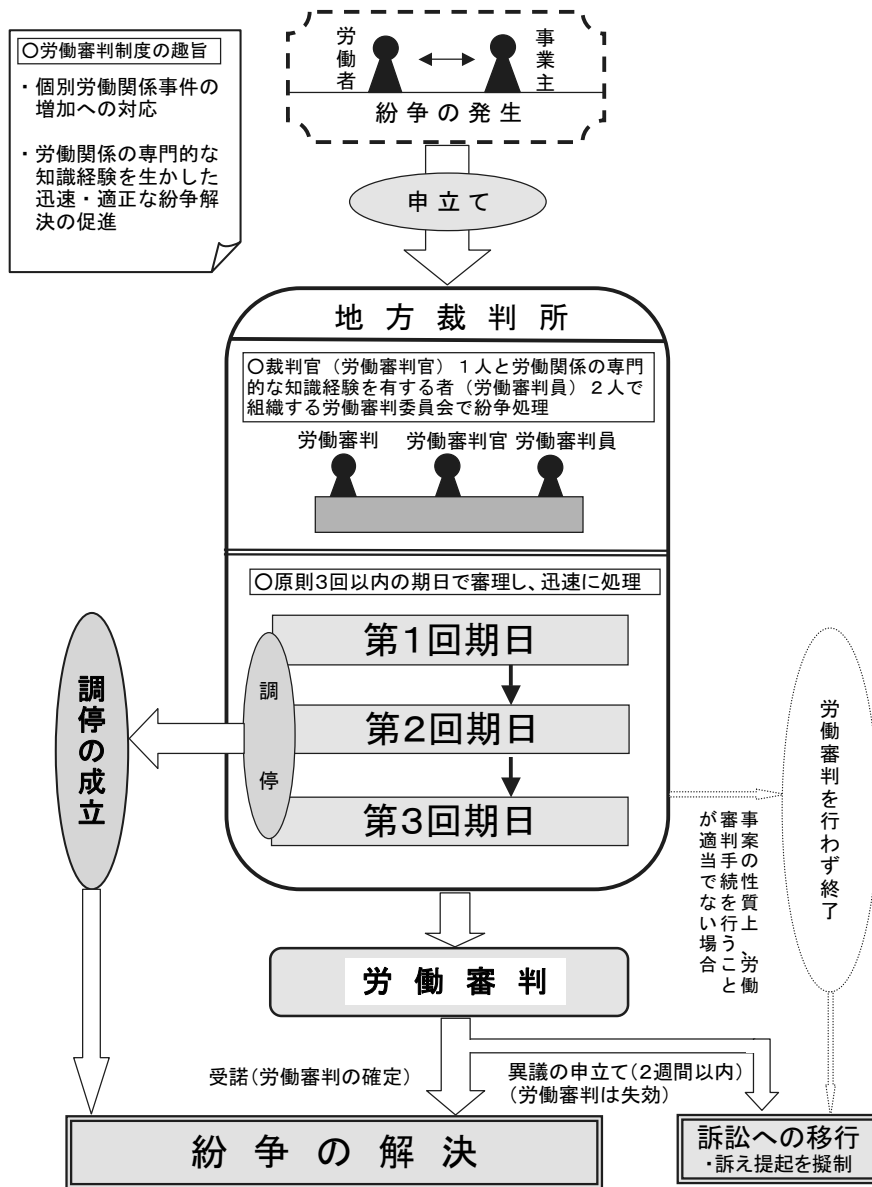 〇労働審判制度の趣旨
・個別労働関係事件の
増加への対応
・労働関係の専門的な
知識経験を生かした
迅速・適正な紛争解
決の促進
労働者
事業主
紛争の発生
申立て
地方裁判所
〇裁判官（労働審判官）１人と労働関係の専門
的な知識経験を有する者（労働審判員）２人で
組織する労働審判委員会で紛争処理
労働審判
労働審判官
労働審判員
〇原則３回以内の期日で審理し、迅速に処理
第１回期日
第２回期日
第３回期日
調停
調停の成立
労働審判を行わず終了
事案の性質上、労働
審判手続を行うこと
が適当でない場合
労働審判
受諾(労働審判の確定)
異議の申立て(２週間以内)
(労働審判は失効)
紛争の解決
訴訟への移行
・訴え提起を擬制